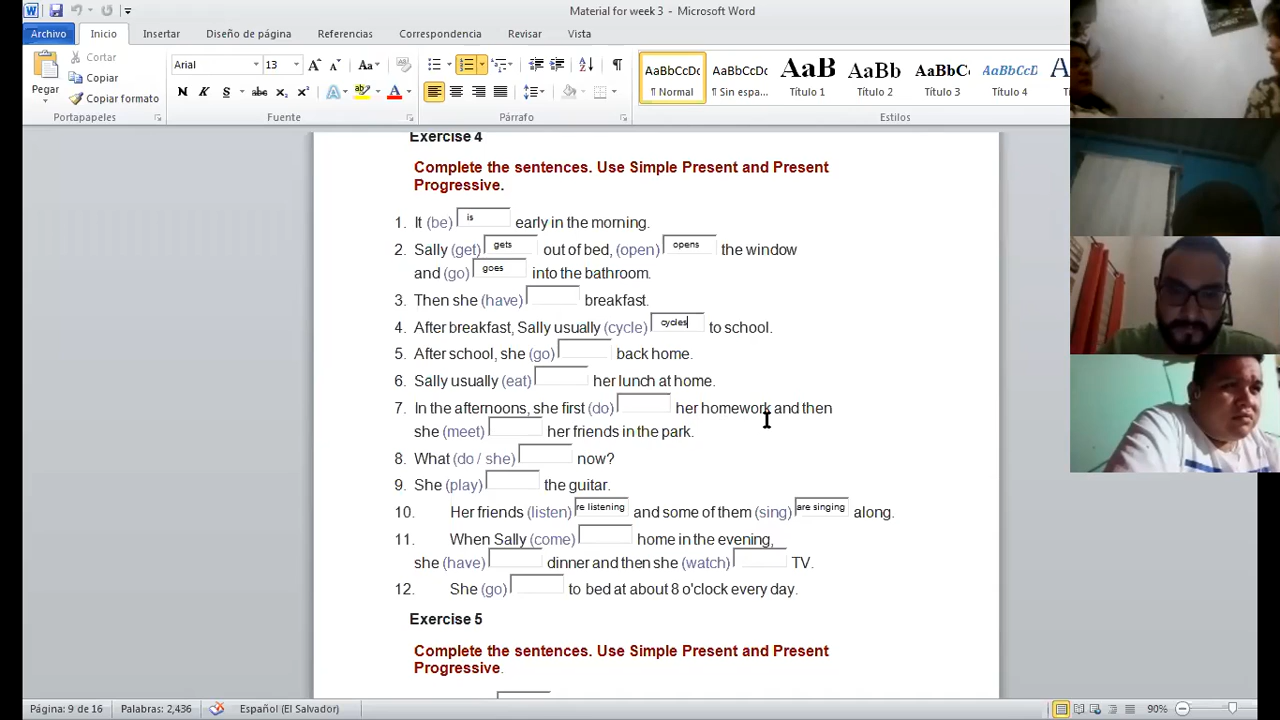 Material for week 3 - Microsoft Word
Archivo Inicio Insertar Diseño de página Referencias Correspondencia Revisar Vista
Cortar
Copiar
Copiar formato
Pegar
Arial 13
AaBbCcDc AaBbCcDc AaB AaBbCc AaBbCc AaBbCcD
¶ Normal ¶ Sin espa... Título 1 Título 2 Título 3 Título 4
Portapapeles Fuente Párrafo Estilos
Exercise 4
Complete the sentences. Use Simple Present and Present
Progressive.
1. It (be) is early in the morning.
2. Sally (get) gets out of bed, (open) opens the window
and (go) goes into the bathroom.
3. Then she (have) breakfast.
4. After breakfast, Sally usually (cycle) cycles to school.
5. After school, she (go) back home.
6. Sally usually (eat) her lunch at home.
7. In the afternoons, she first (do) her homework and then
she (meet) her friends in the park.
8. What (do / she) now?
9. She (play) the guitar.
10. Her friends (listen) re listening and some of them (sing) are singing along.
11. When Sally (come) home in the evening,
she (have) dinner and then she (watch) TV.
12. She (go) to bed at about 8 o'clock every day.
Exercise 5
Complete the sentences. Use Simple Present and Present
Progressive.
Página: 9 de 16 Palabras: 2,436 Español (El Salvador) 90%